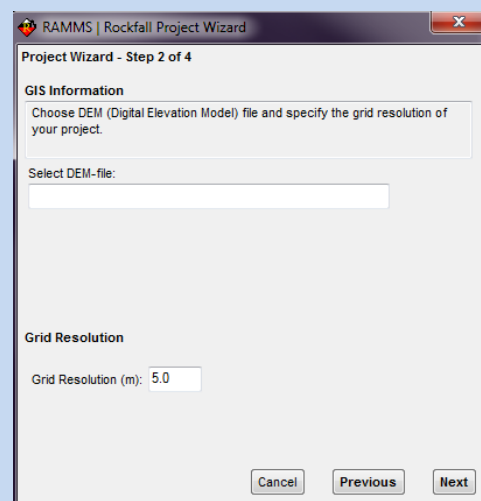 RAMMS | Rockfall Project Wizard
Project Wizard - Step 2 of 4
GIS Information
Choose DEM (Digital Elevation Model) file and specify the grid resolution of
your project.
Select DEM-file:
Grid Resolution
Grid Resolution (m): 5.0
Cancel Previous Next